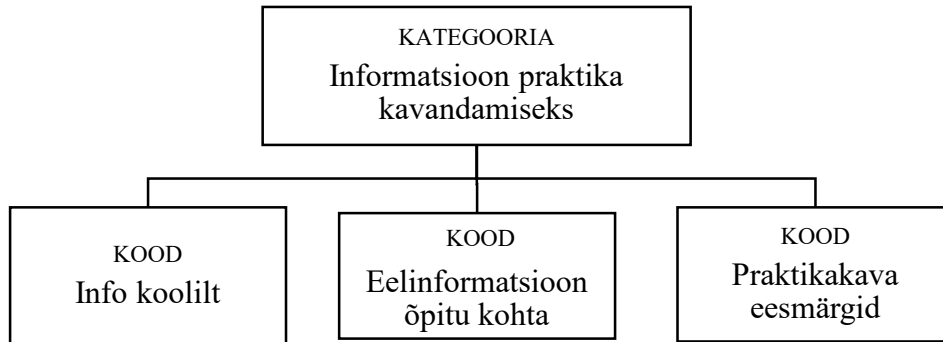 KATEGOORIA
Informatsioon praktika
kavandamiseks
KOOD
Info koolilt
KOOD
Eelinformatsioon
õpitu kohta
KOOD
Praktikakava
eesmärgid